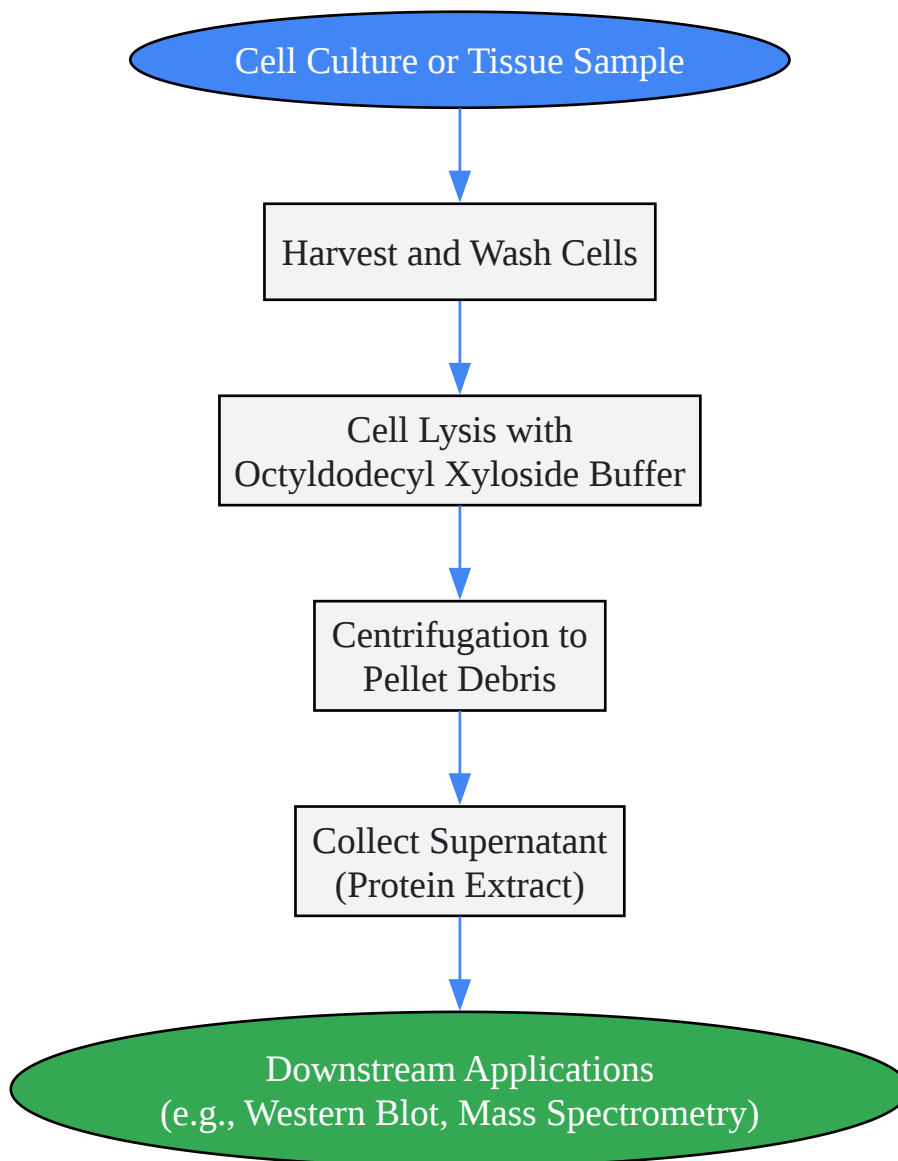 Cell Culture or Tissue Sample
Harvest and Wash Cells
Cell Lysis with
Octyldodecyl Xyloside Buffer
Centrifugation to
Pellet Debris
Collect Supernatant
(Protein Extract)
Downstream Applications
(e.g., Western Blot, Mass Spectrometry)